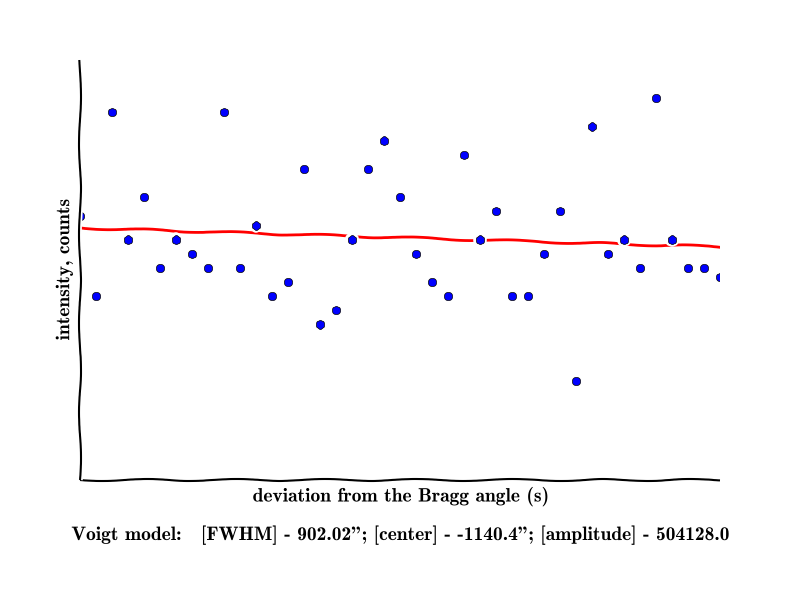 intensity, counts
deviation from the Bragg angle (s)
Voigt model: [FWHM] - 902.02”; [center] - -1140.4”; [amplitude] - 504128.0